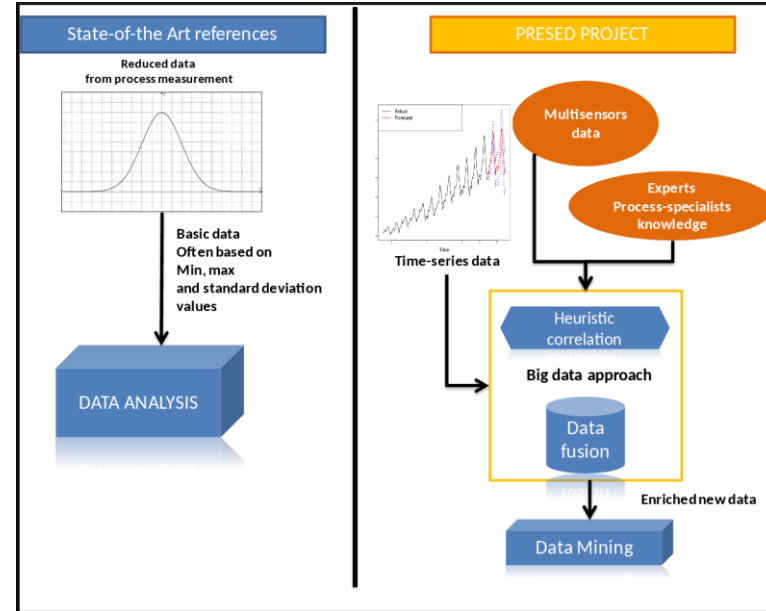 State-of-the Art references
Reduced data
from process measurement
Basic data
Often based on
Min, max
and standard deviation
values
DATA ANALYSIS
PRESED PROJECT
Actual
Forecast
Time
Time-series data
Multisensors
data
Experts
Process-specialists
knowledge
Heuristic
correlation
Big data approach
Data
fusion
Enriched new data
Data Mining